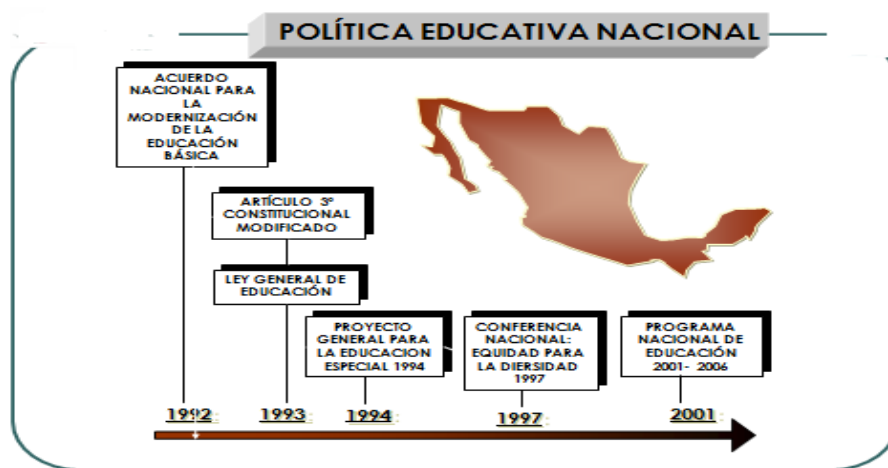 POLÍTICA EDUCATIVA NACIONAL
ACUERDO
NACIONAL PARA
LA
MODERNIZACIÓN
DE LA
EDUCACIÓN
BÁSICA
ARTÍCULO 3º
CONSTITUCIONAL
MODIFICADO
LEY GENERAL DE
EDUCACIÓN
PROYECTO
GENERAL PARA
LA EDUCACION
ESPECIAL 1994
CONFERENCIA
NACIONAL:
EQUIDAD PARA
LA DIERSIDAD
1997
PROGRAMA
NACIONAL DE
EDUCACIÓN
2001- 2006
1992:
1993:
1994:
1997:
2001: